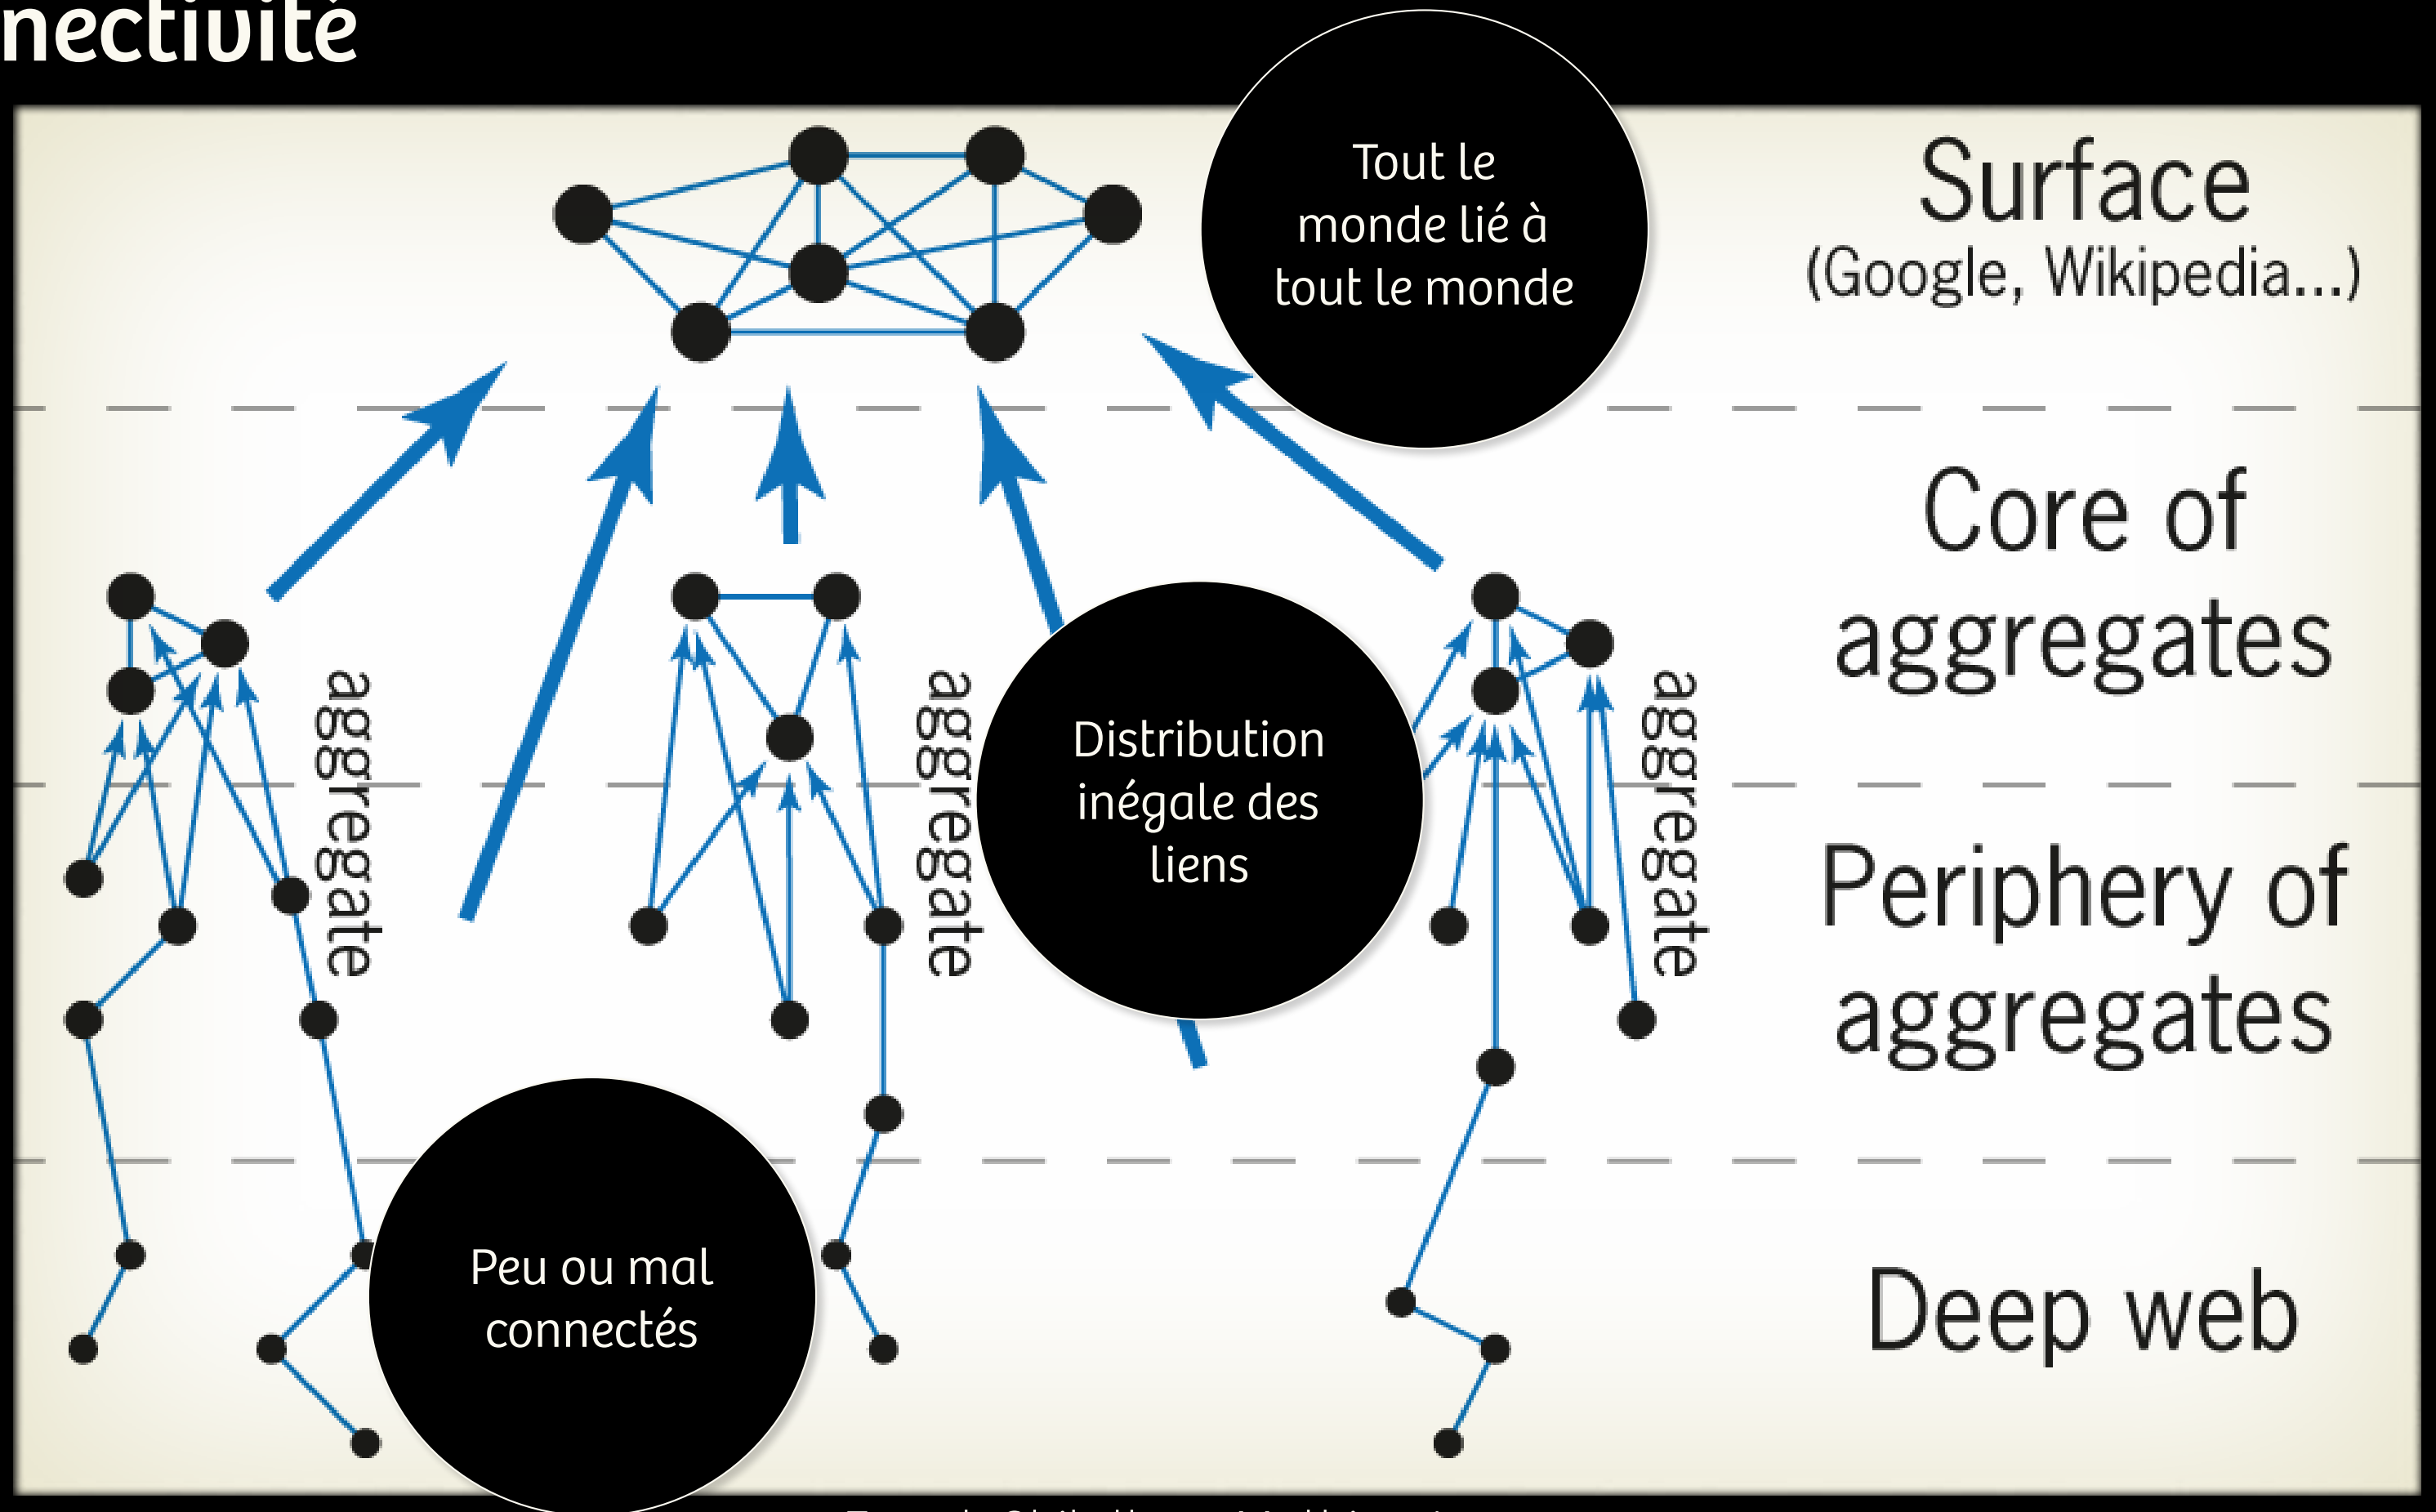 nectivité
Tout le
monde lié à
tout le monde
Surface
(Google, Wikipedia...)
Core of
aggregates
aggregate
aggregate
aggregate
Distribution
inégale des
liens
Periphery of
aggregates
Peu ou mal
connectés
Deep web